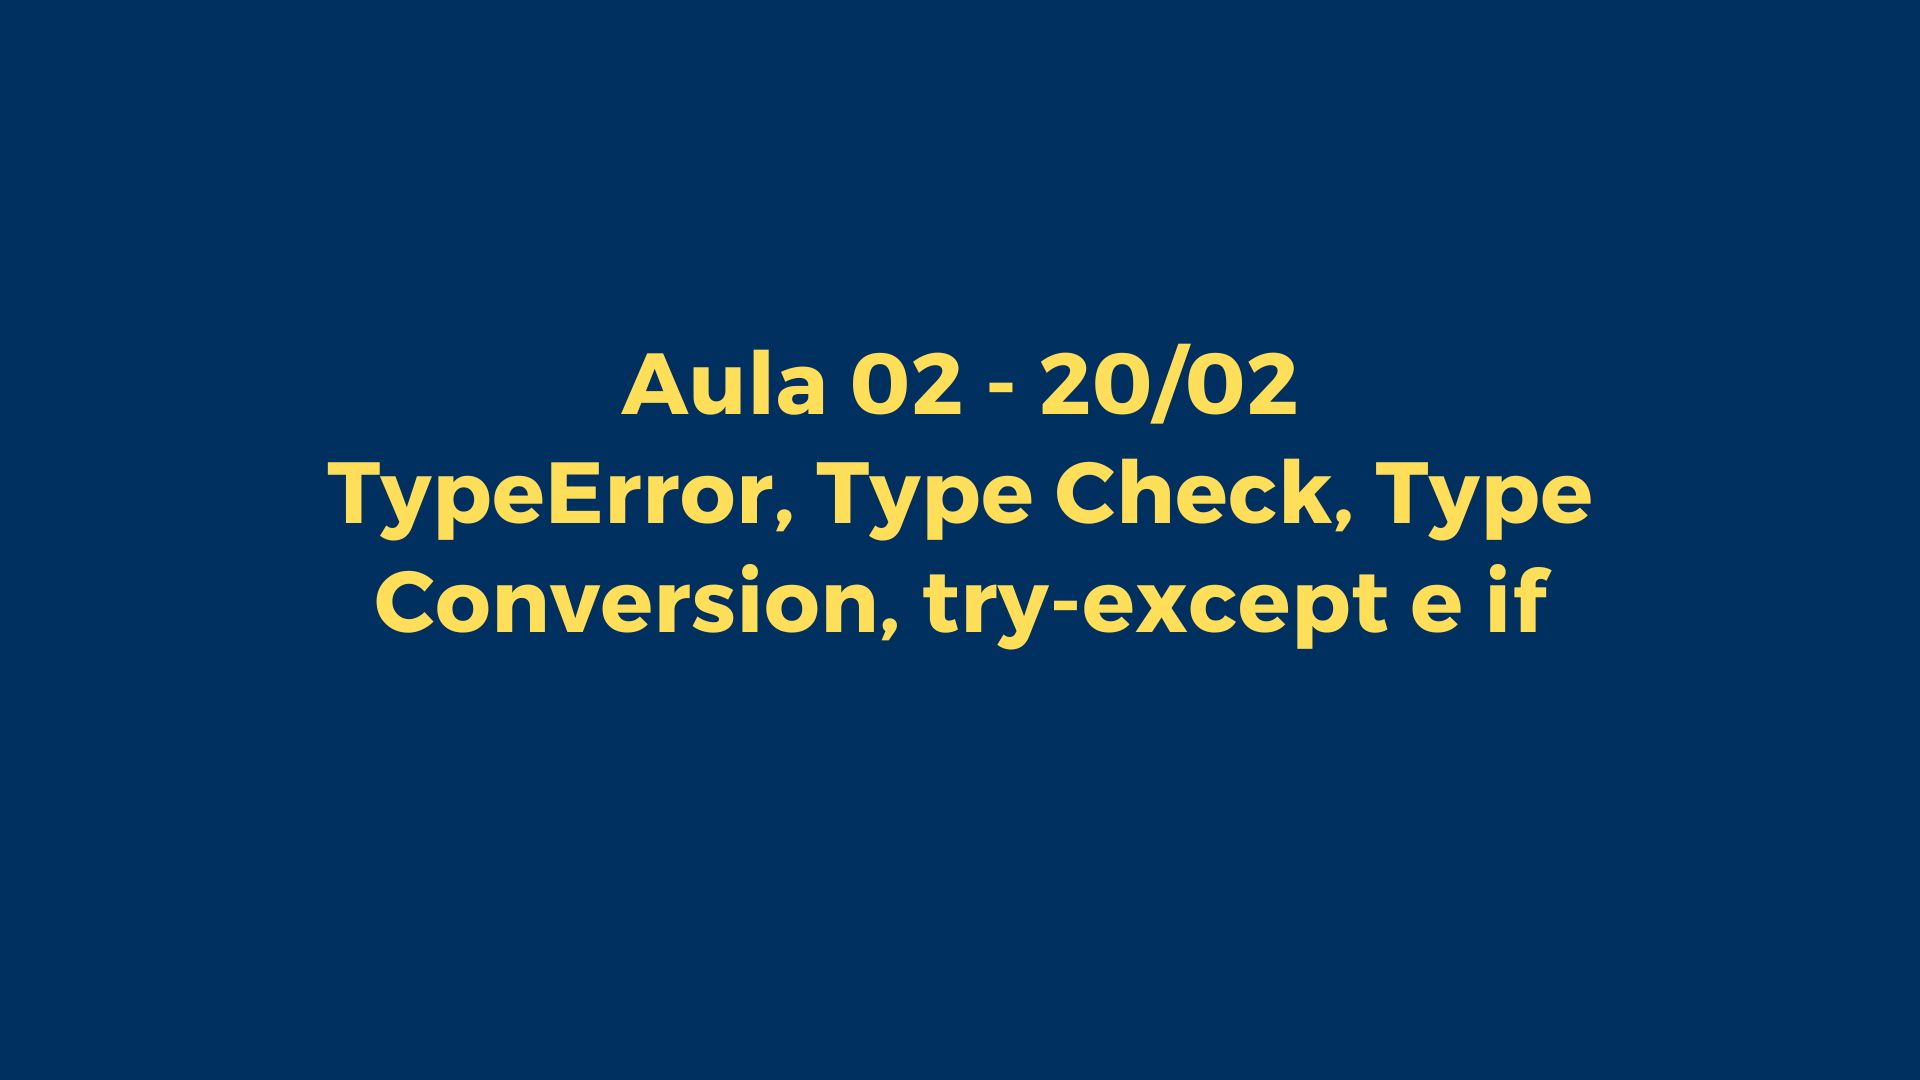 Aula 02 - 20/02
TypeError, Type Check, Type
Conversion, try-except e if